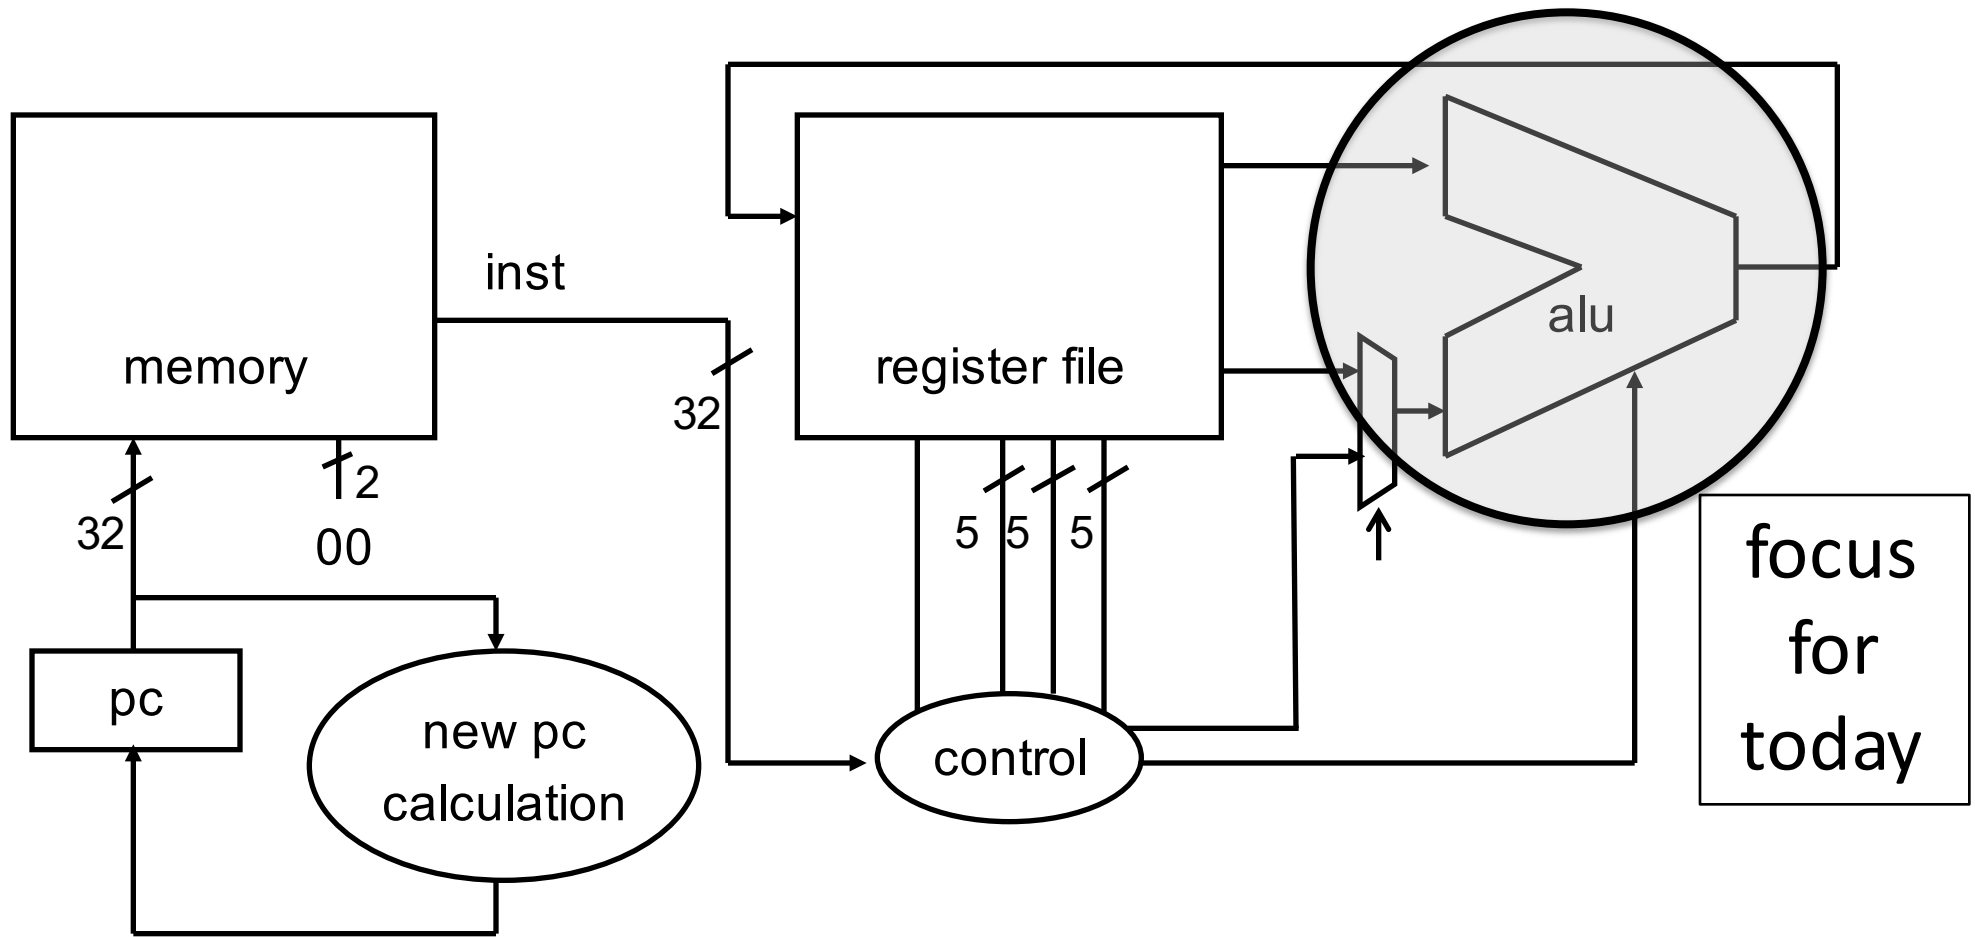 inst
alu
memory
register file
32
2
32
00
5
5
5
focus
for
today
pc
new pc
calculation
control